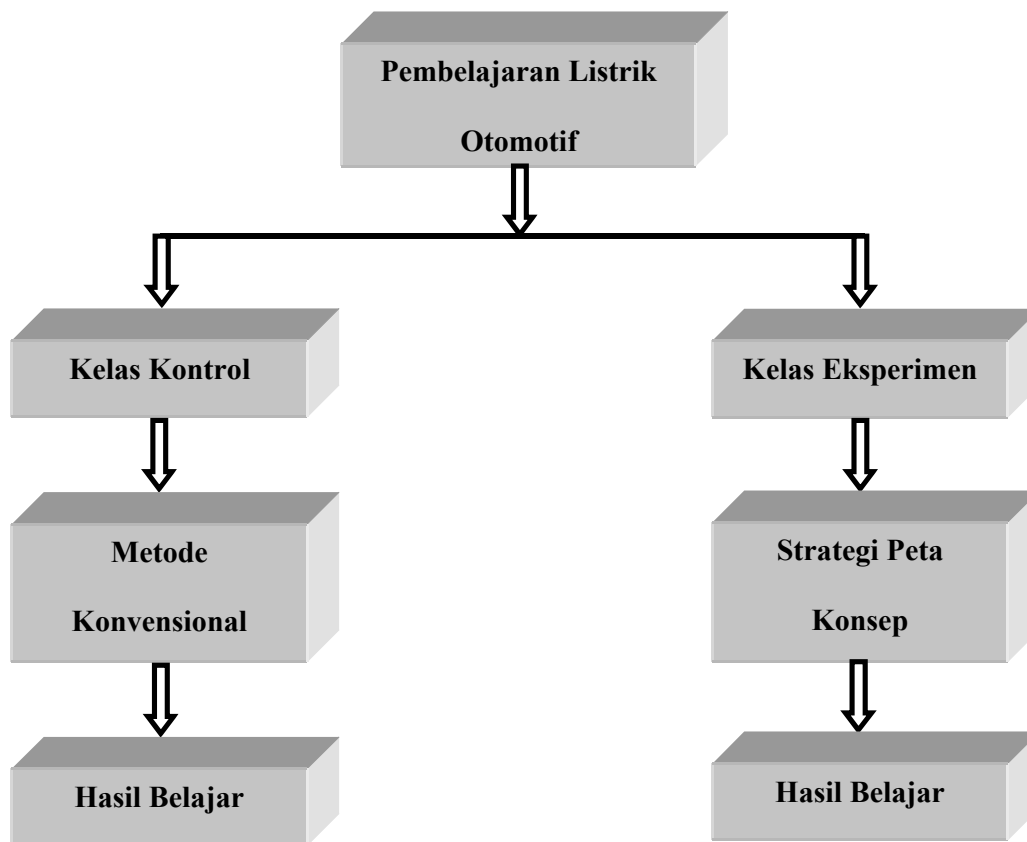 Pembelajaran Listrik
Otomotif
Kelas Kontrol
Kelas Eksperimen
Metode
Konvensional
Strategi Peta
Konsep
Hasil Belajar
Hasil Belajar